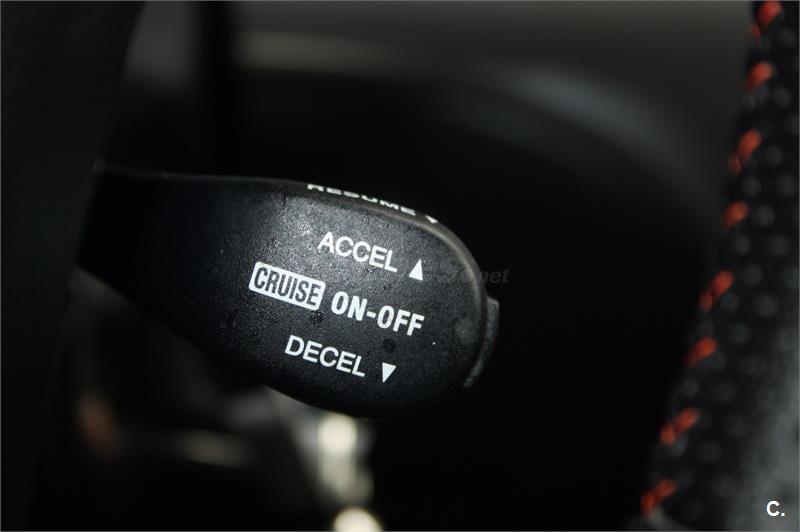 RESUME ▼
ACCEL ▲
CRUISE ON-OFF
DECEL ▼
C.